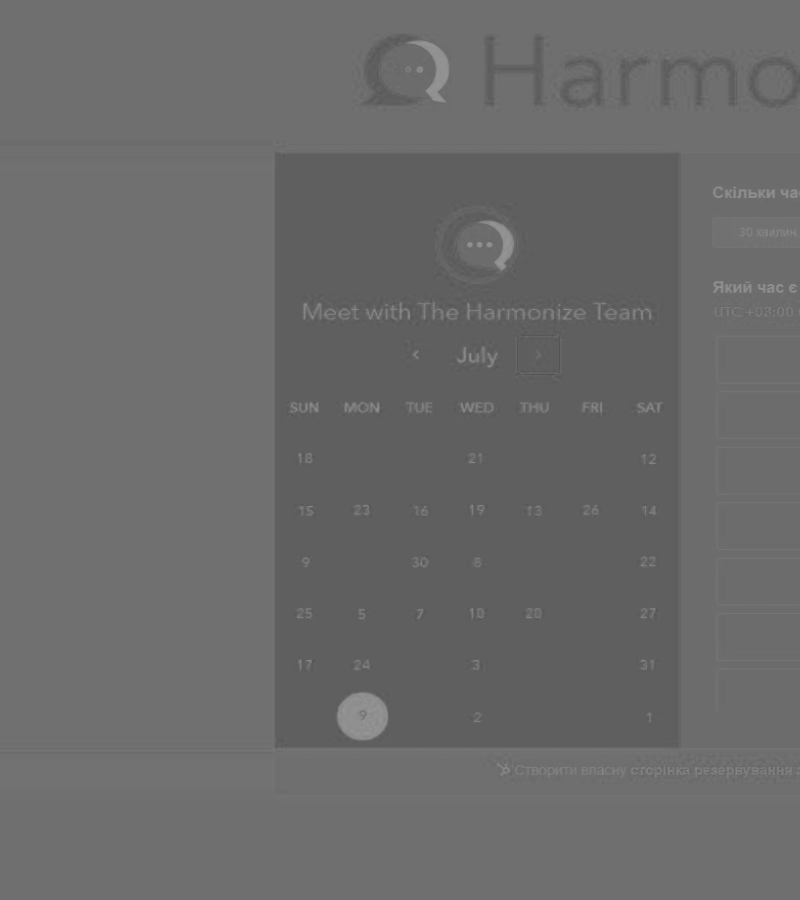 Harmo
Meet with The Harmonize Team
July
SUN MON TUE WED THU FRI SAT
18 21 12
15 23 16 19 13 26 14
9 30 8 22
25 5 7 10 20 27
17 24 3 31
9 2 1
Скільки час
30 хвилин
Який час є
UTC +03:00
Створити власну сторінка резервування з